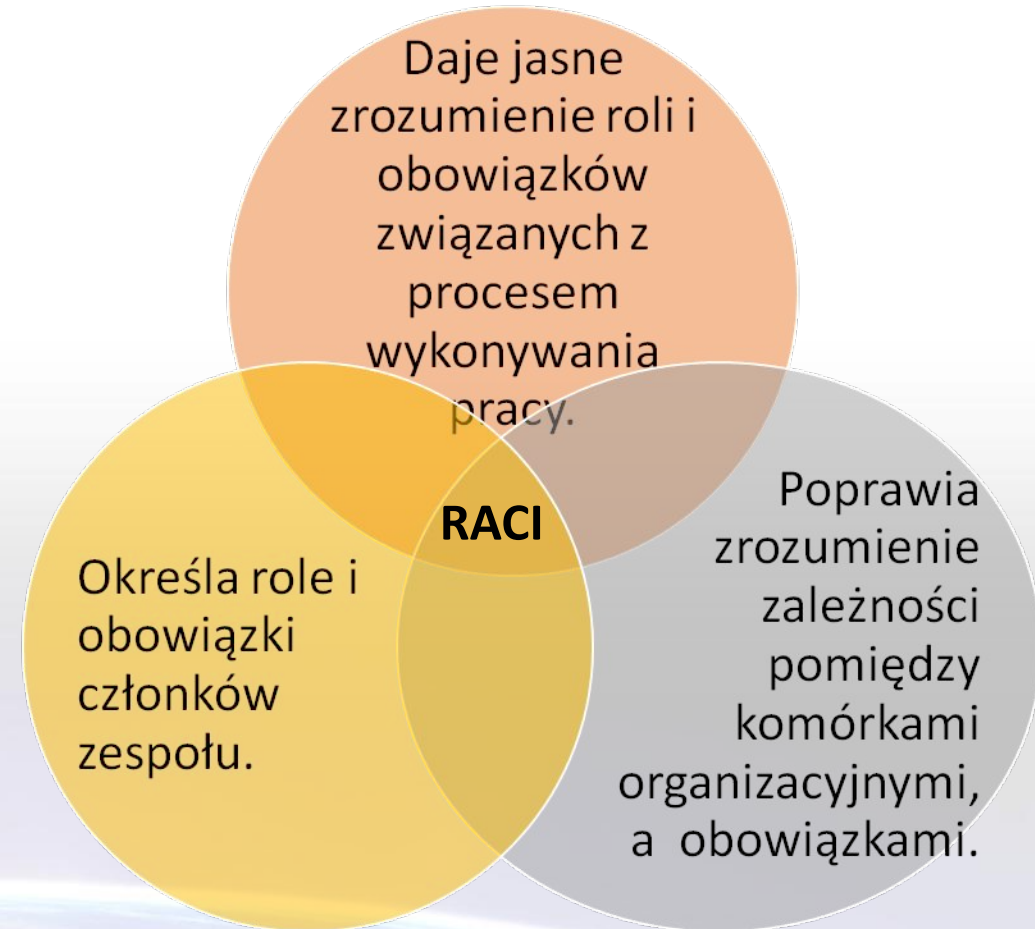 Daje jasne
zrozumienie roli i
obowiązków
związanych z
procesem
wykonywania
pracy.
RACI
Określa role i
obowiązki
członków
zespołu.
Poprawia
zrozumienie
zależności
pomiędzy
komórkami
organizacyjnymi,
a obowiązkami.